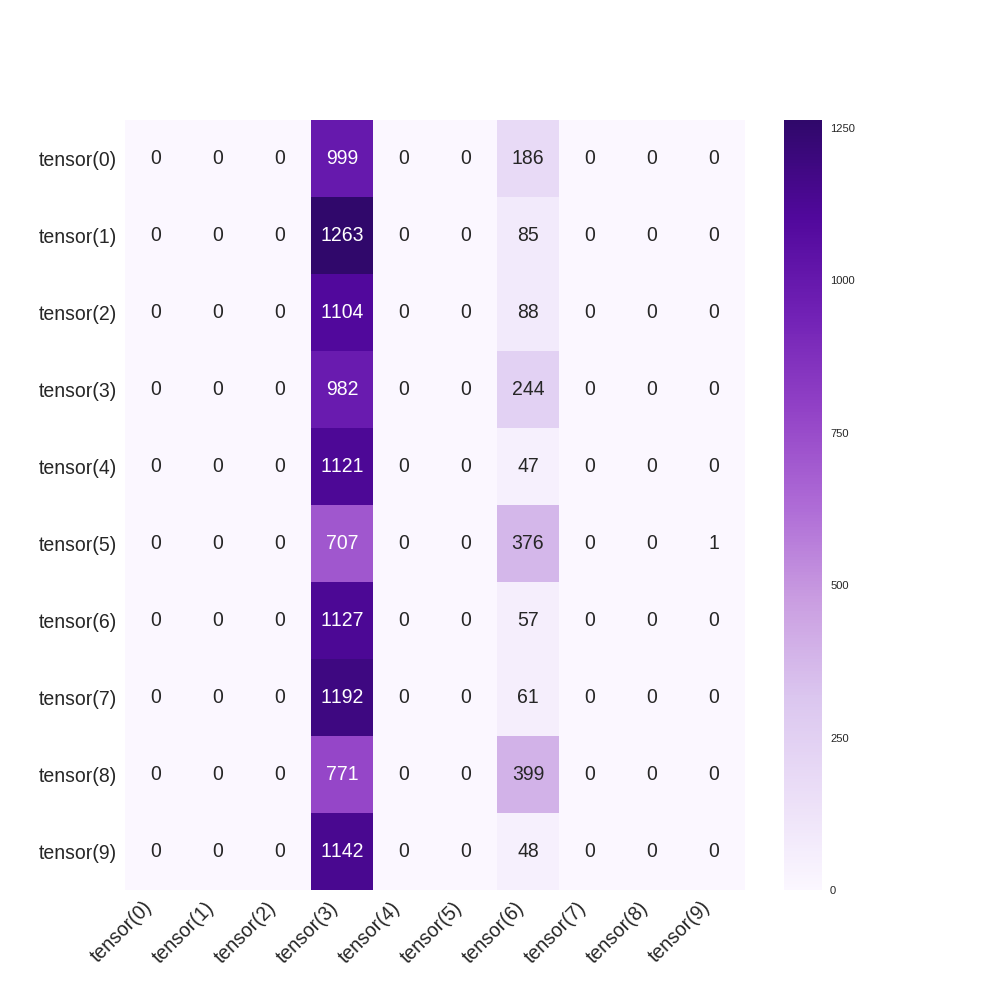 tensor(0) 0 0 0 999 0 0 186 0 0 0
tensor(1) 0 0 0 1263 0 0 85 0 0 0
tensor(2) 0 0 0 1104 0 0 88 0 0 0
tensor(3) 0 0 0 982 0 0 244 0 0 0
tensor(4) 0 0 0 1121 0 0 47 0 0 0
tensor(5) 0 0 0 707 0 0 376 0 0 1
tensor(6) 0 0 0 1127 0 0 57 0 0 0
tensor(7) 0 0 0 1192 0 0 61 0 0 0
tensor(8) 0 0 0 771 0 0 399 0 0 0
tensor(9) 0 0 0 1142 0 0 48 0 0 0
tensor(0) tensor(1) tensor(2) tensor(3) tensor(4) tensor(5) tensor(6) tensor(7) tensor(8) tensor(9)
1250
1000
750
500
250
0